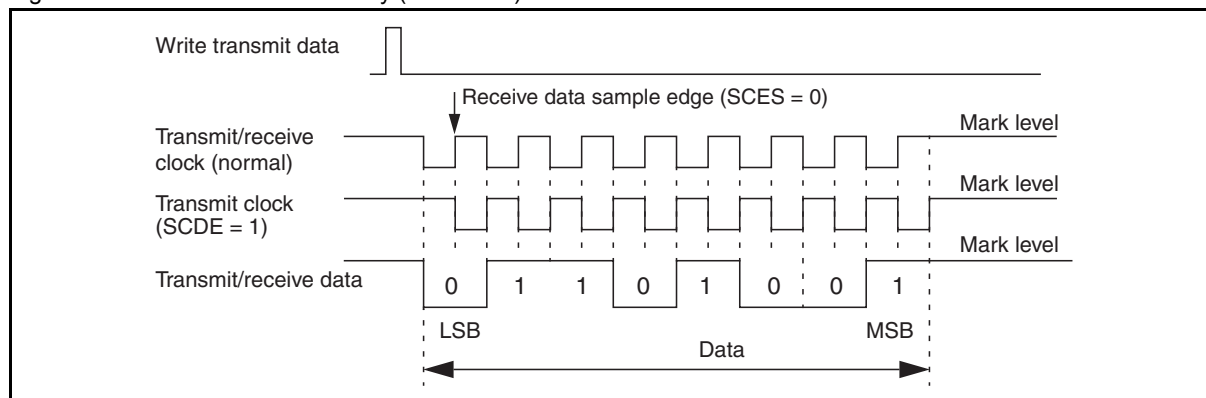 Write transmit data
Receive data sample edge (SCES = 0)
Mark level
Transmit/receive
clock (normal)
Mark level
Transmit clock
(SCDE = 1)
Mark level
Transmit/receive data
0 1 1 0 1 0 0 1
LSB MSB
Data